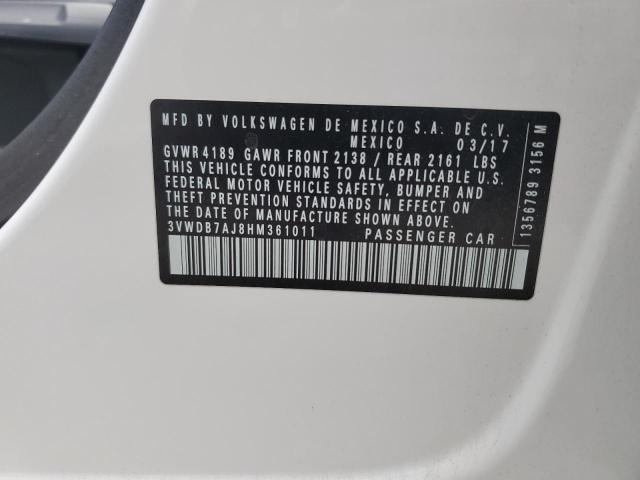 MFD BY VOLKSWAGEN DE MEXICO S.A. DE C.V.
MEXICO 03/17
GVWR 4189 GAWR FRONT 2138 / REAR 2161 LBS
THIS VEHICLE CONFORMS TO ALL APPLICABLE U.S.
FEDERAL MOTOR VEHICLE SAFETY, BUMPER AND
THEFT PREVENTION STANDARDS IN EFFECT ON
THE DATE OF MANUFACTURE SHOWN ABOVE
3VWDB7AJ8HM361011 PASSENGER CAR
1356789 3156 M